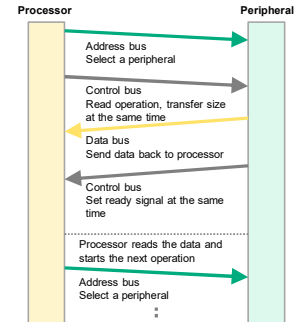 Processor
Peripheral
Address bus
Select a peripheral
Control bus
Read operation, transfer size
at the same time
Data bus
Send data back to processor
Control bus
Set ready signal at the same
time
Processor reads the data and
starts the next operation
Address bus
Select a peripheral